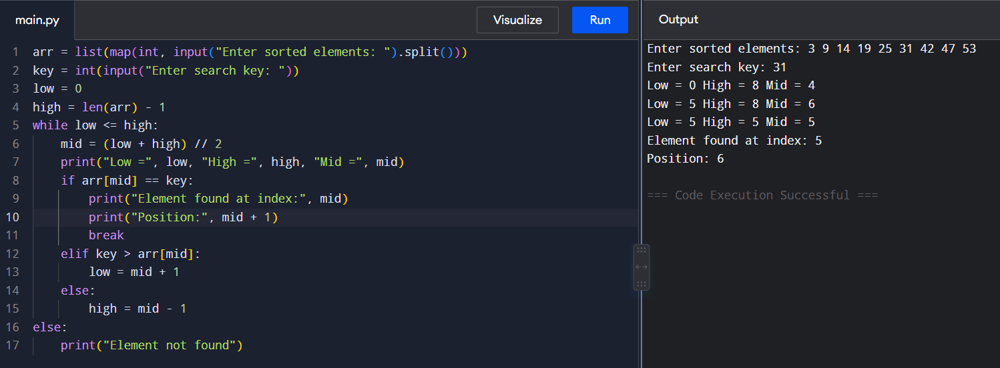 main.py
Visualize
Run
1 arr = list(map(int, input("Enter sorted elements: ").split()))
2 key = int(input("Enter search key: "))
3 low = 0
4 high = len(arr) - 1
5 while low <= high:
6     mid = (low + high) // 2
7     print("Low =", low, "High =", high, "Mid =", mid)
8     if arr[mid] == key:
9         print("Element found at index:", mid)
10         print("Position:", mid + 1)
11         break
12     elif key > arr[mid]:
13         low = mid + 1
14     else:
15         high = mid - 1
16 else:
17     print("Element not found")
Output
Enter sorted elements: 3 9 14 19 25 31 42 47 53
Enter search key: 31
Low = 0 High = 8 Mid = 4
Low = 5 High = 8 Mid = 6
Low = 5 High = 5 Mid = 5
Element found at index: 5
Position: 6
=== Code Execution Successful ===